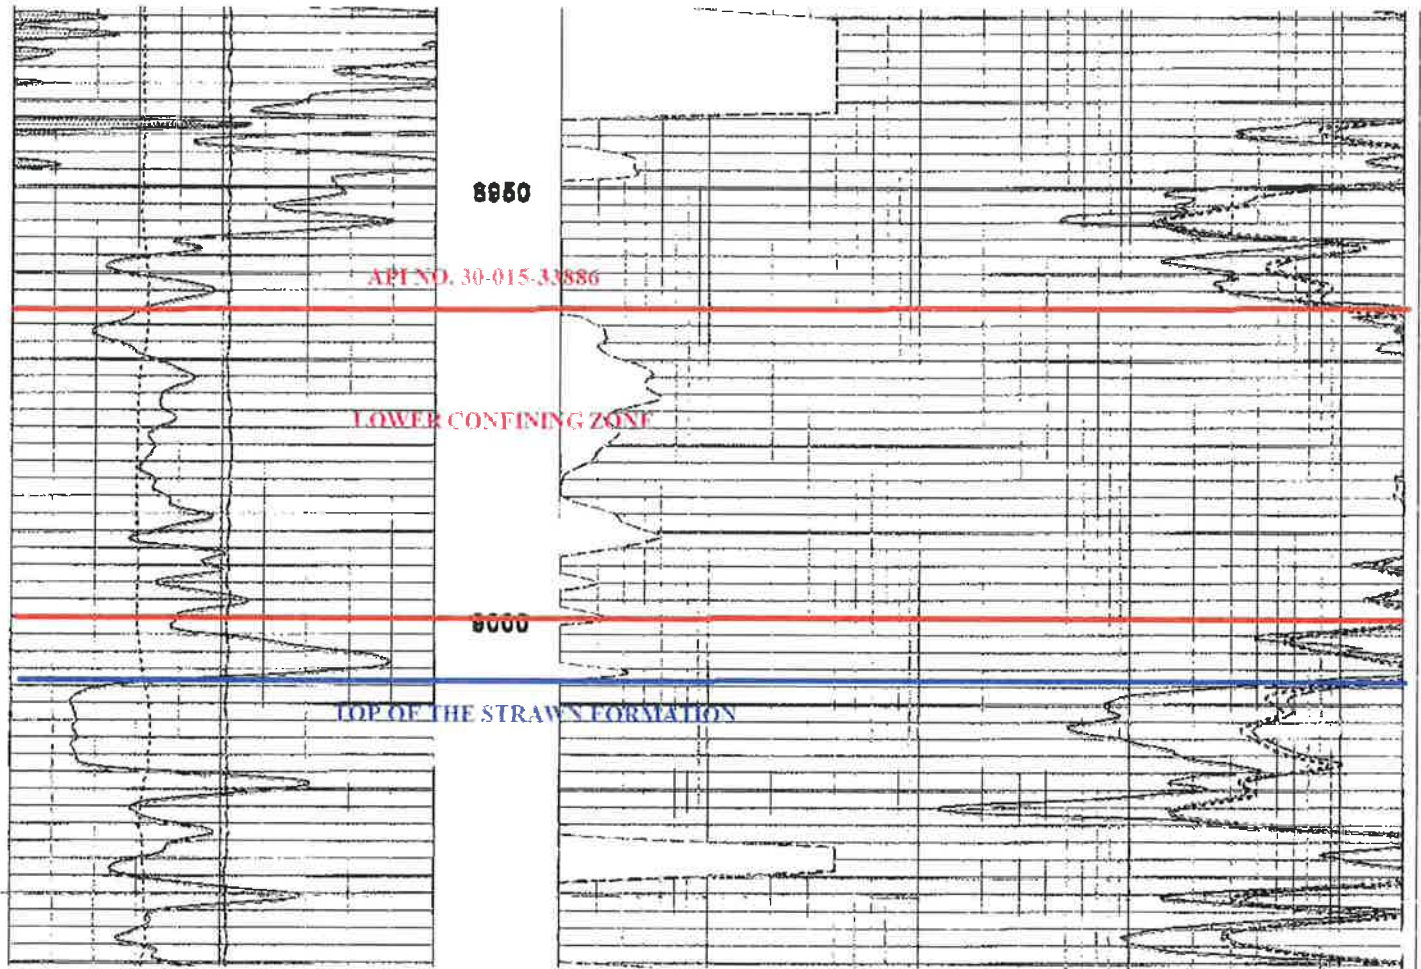 8950
API NO. 30-015-33886
LOWER CONFINING ZONE
9000
TOP OF THE STRAWN FORMATION